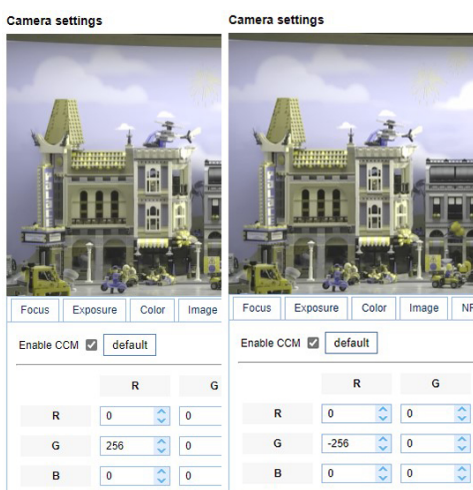 Camera settings
Focus Exposure Color Image
Enable CCM default
R G
R 0 0
G 256 0
B 0 0
Camera settings
Focus Exposure Color Image NR
Enable CCM default
R G
R 0 0
G -256 0
B 0 0